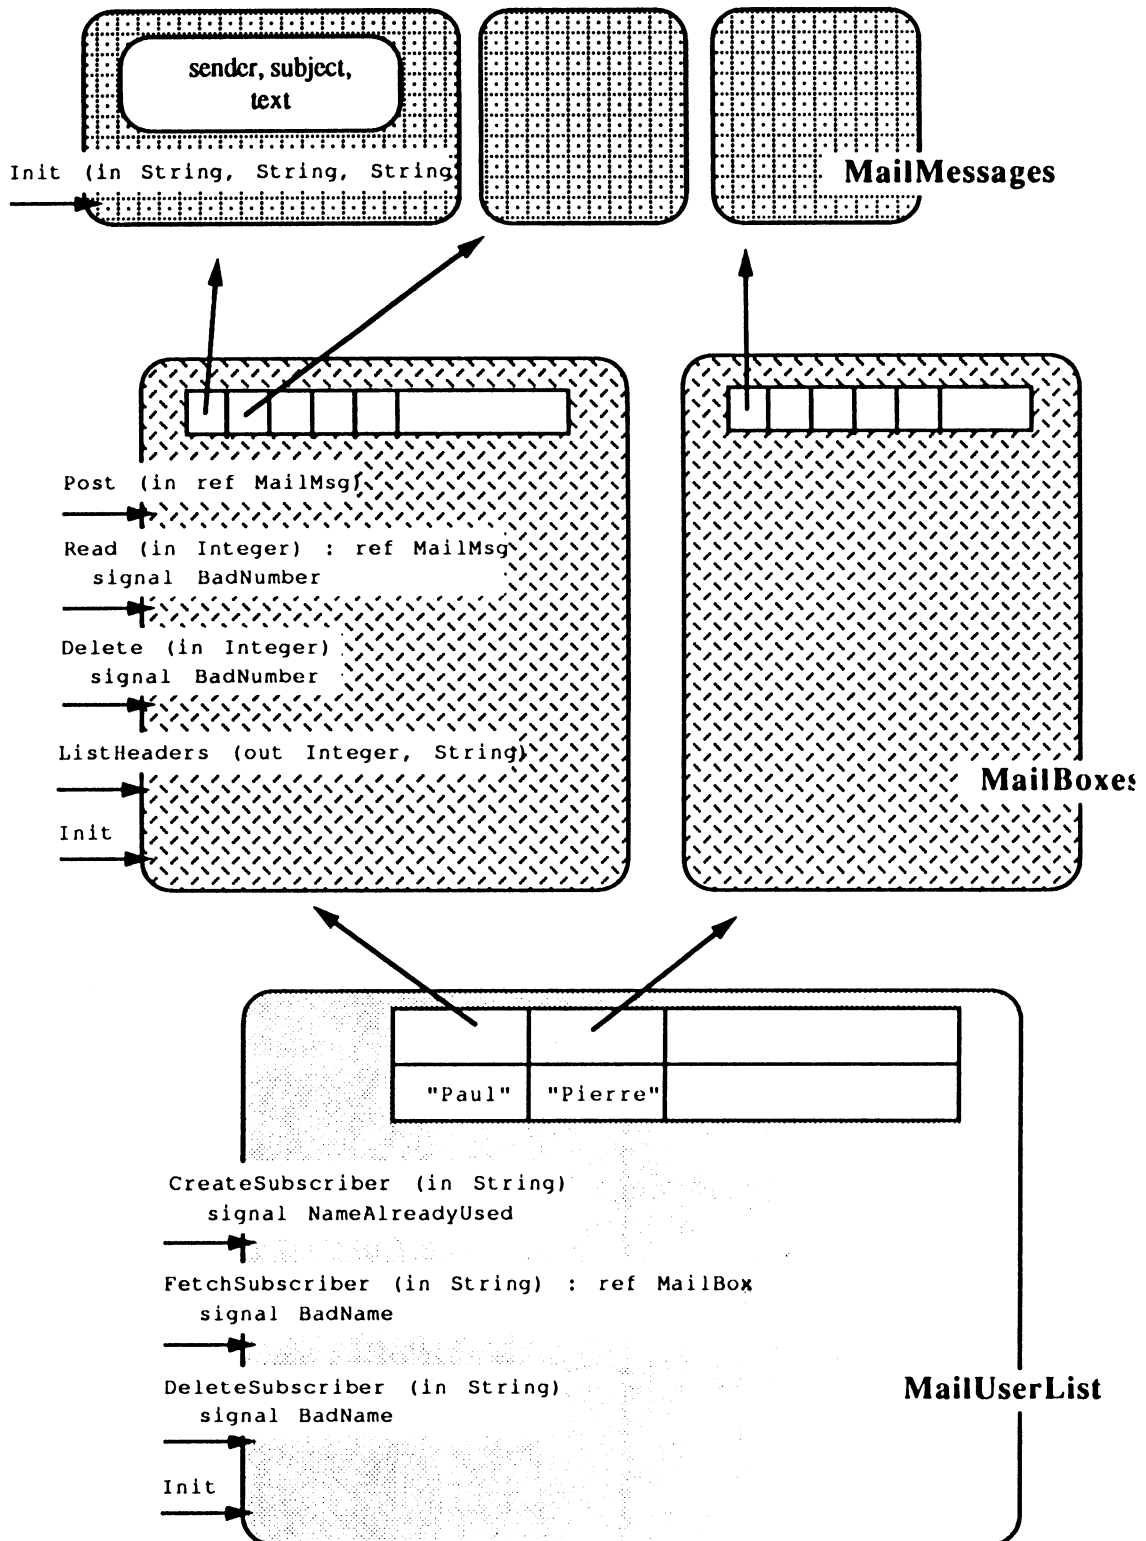 sender, subject,
text
Init (in String, String, String
MailMessages
Post (in ref MailMsg)
Read (in Integer) : ref MailMsg
signal BadNumber
Delete (in Integer)
signal BadNumber
ListHeaders (out Integer, String)
MailBoxes
Init
"Paul" "Pierre"
CreateSubscriber (in String)
signal NameAlreadyUsed
FetchSubscriber (in String) : ref MailBox
signal BadName
DeleteSubscriber (in String)
MailUserList
signal BadName
Init